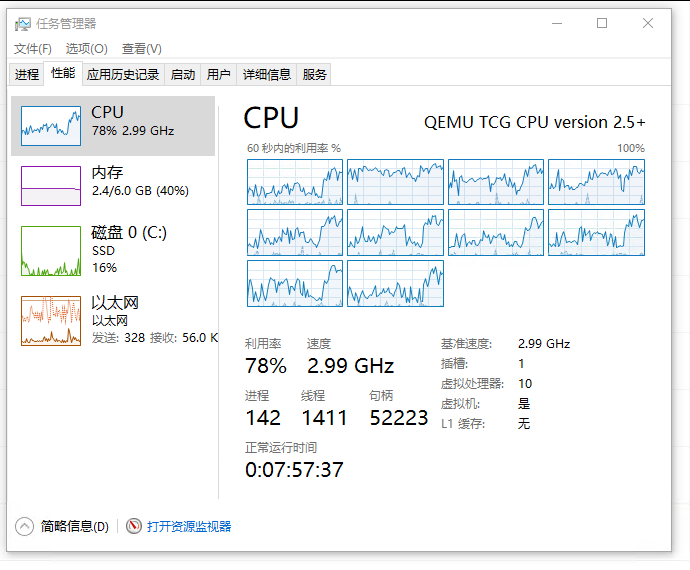 任务管理器
文件(F) 选项(O) 查看(V)
进程 性能 应用历史记录 启动 用户 详细信息 服务
CPU
78% 2.99 GHz
内存
2.4/6.0 GB (40%)
磁盘 0 (C:)
SSD
16%
以太网
以太网
发送: 328 接收: 56.0 K
CPU
QEMU TCG CPU version 2.5+
60 秒内的利用率 % 100%
利用率 速度
78% 2.99 GHz
进程 线程 句柄
142 1411 52223
正常运行时间
0:07:57:37
基准速度: 2.99 GHz
插槽: 1
虚拟处理器: 10
虚拟机: 是
L1 缓存: 无
简略信息(D) 打开资源监视器